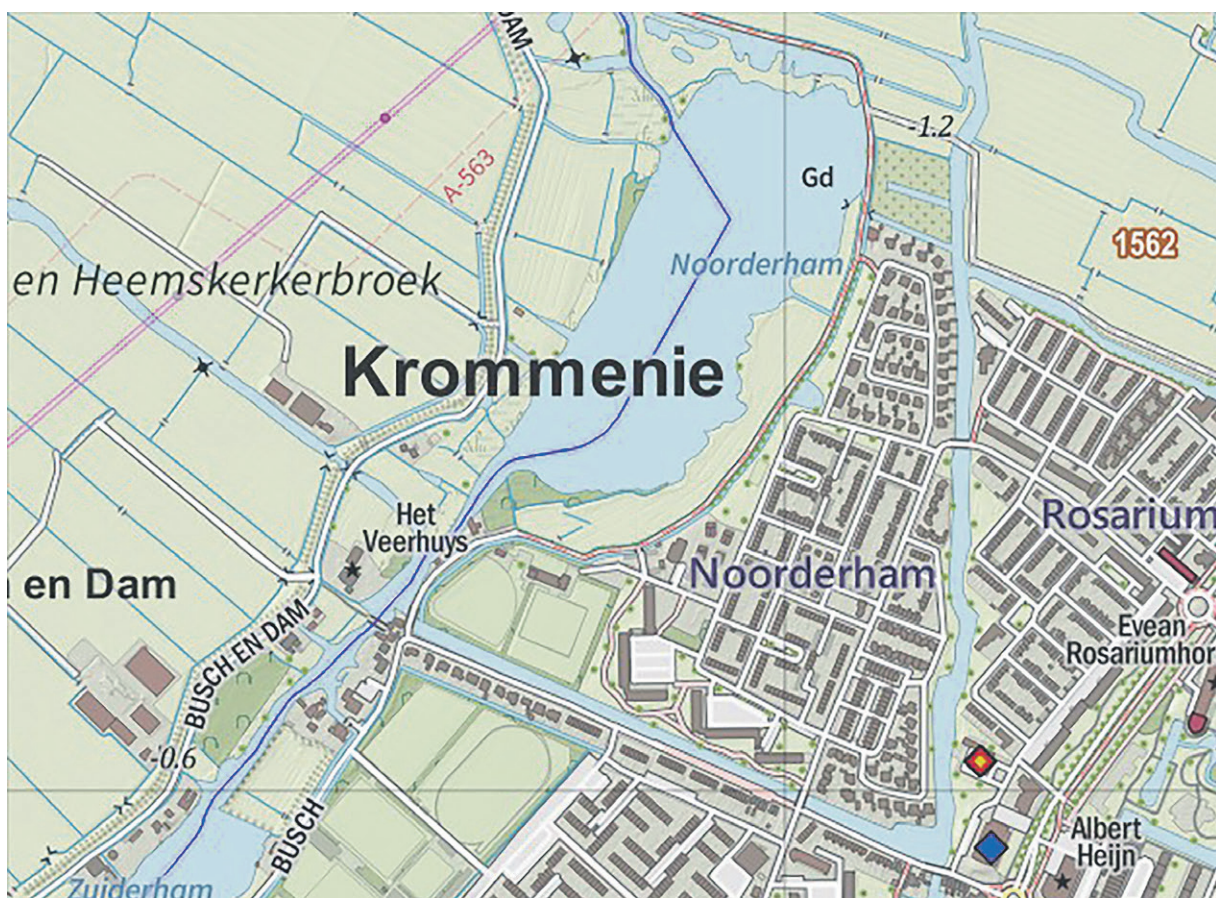 DAM
-1.2
A-563
Gd
1562
Noorderham
en Heemskerkerbroek
Krommenie
Het
Veerhuys
Rosarium
Noorderham
en Dam
BUSCH EN DAM
Evean
Rosariumhor
-0.6
BUSCH
Albert
Heijn
Zuiderham